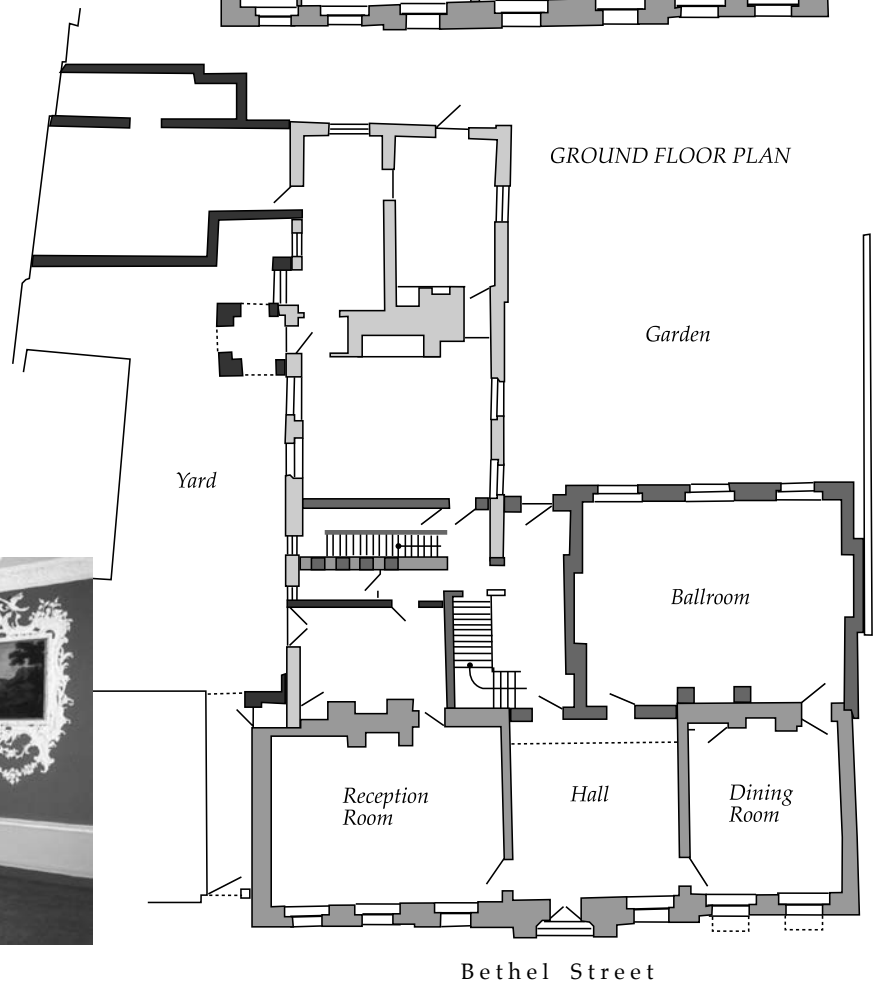 GROUND FLOOR PLAN
Garden
Yard
Ballroom
Reception
Room
Hall
Dining
Room
Bethel Street